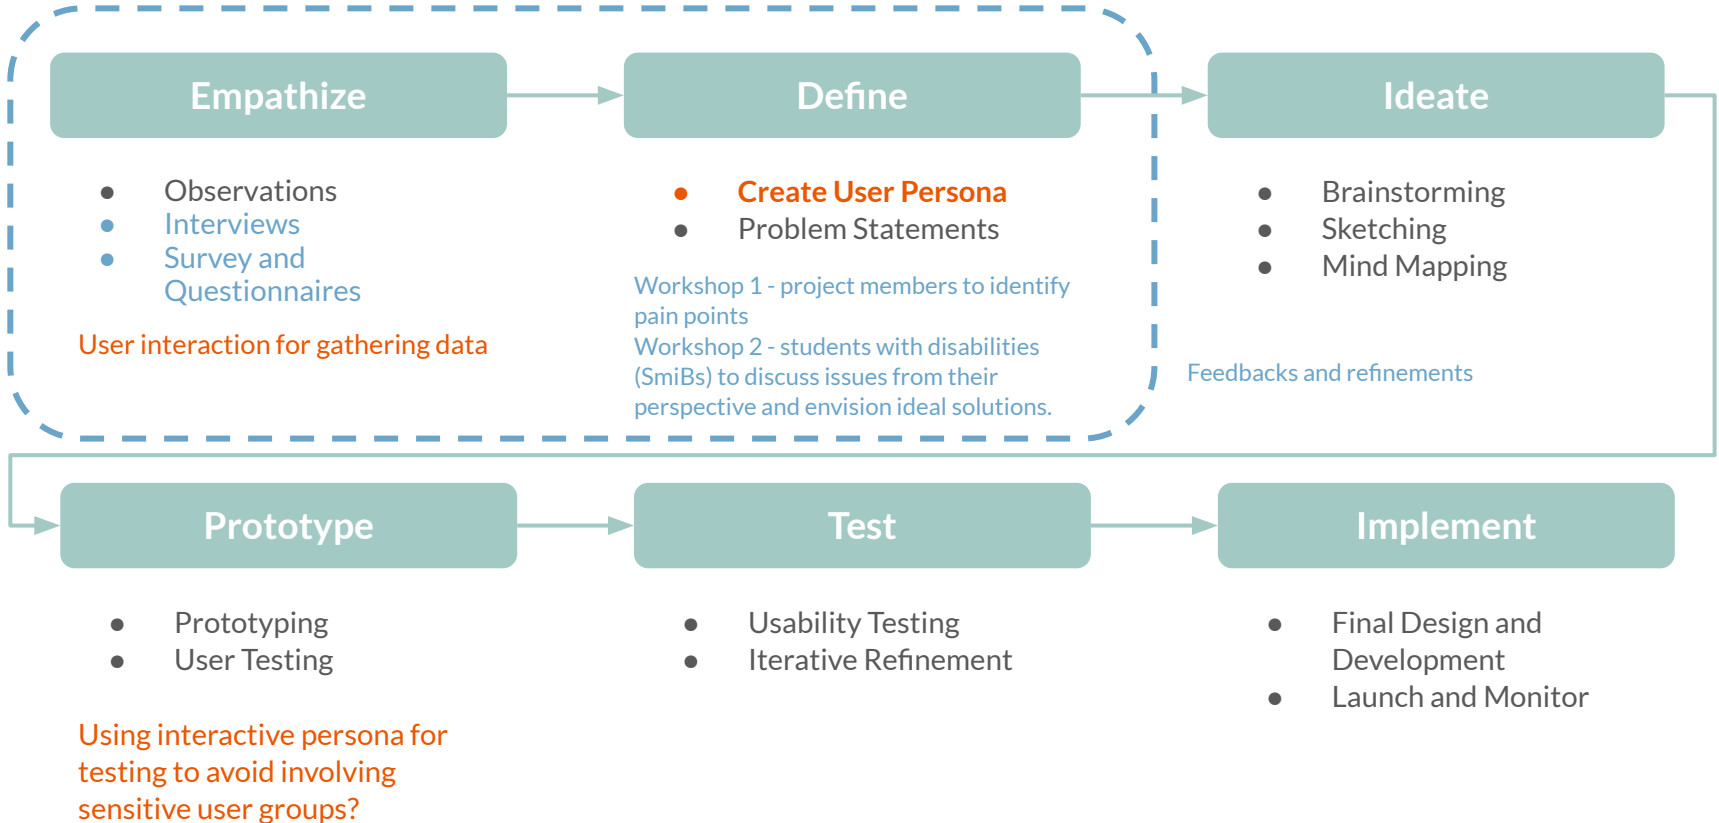 Empathize
Define
Ideate
● Observations
● Interviews
● Survey and
Questionnaires
User interaction for gathering data
● Create User Persona
● Problem Statements
Workshop 1 - project members to identify
pain points
Workshop 2 - students with disabilities
(SmiBs) to discuss issues from their
perspective and envision ideal solutions.
● Brainstorming
● Sketching
● Mind Mapping
Feedbacks and refinements
Prototype
Test
Implement
● Prototyping
● User Testing
Using interactive persona for
testing to avoid involving
sensitive user groups?
● Usability Testing
● Iterative Refinement
● Final Design and
Development
● Launch and Monitor